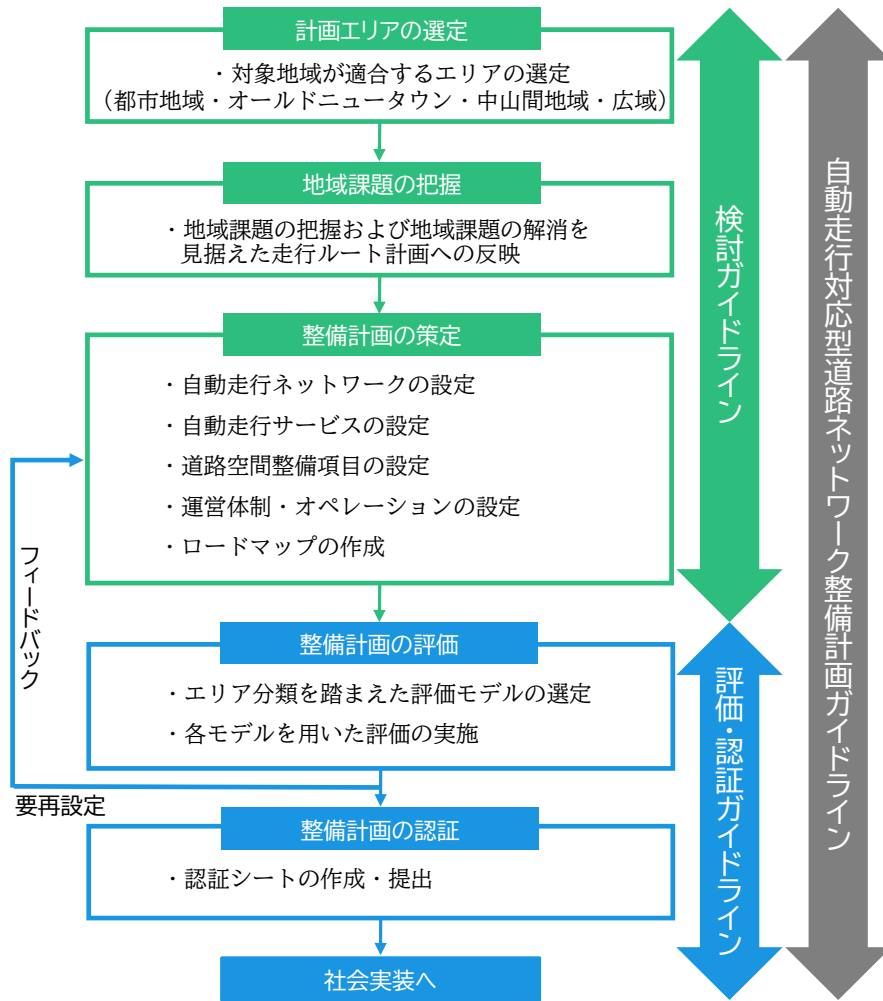 計画エリアの選定
・対象地域が適合するエリアの選定
（都市地域・オールドニュータウン・中山間地域・広域）
地域課題の把握
・地域課題の把握および地域課題の解消を
見据えた走行ルート計画への反映
整備計画の策定
・自動走行ネットワークの設定
・自動走行サービスの設定
・道路空間整備項目の設定
・運営体制・オペレーションの設定
・ロードマップの作成
フィードバック
整備計画の評価
・エリア分類を踏まえた評価モデルの選定
・各モデルを用いた評価の実施
要再設定
整備計画の認証
・認証シートの作成・提出
社会実装へ
検討ガイドライン
評価・認証ガイドライン
自動走行対応型道路ネットワーク整備計画ガイドライン